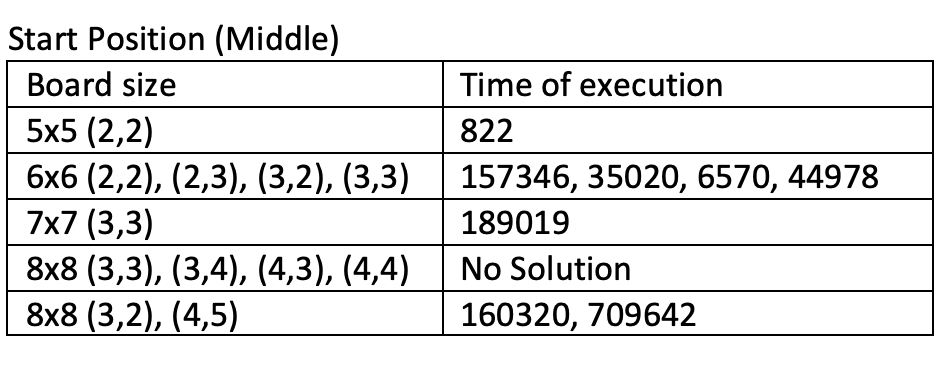 Start Position (Middle)
Board size Time of execution
5x5 (2,2) 822
6x6 (2,2), (2,3), (3,2), (3,3) 157346, 35020, 6570, 44978
7x7 (3,3) 189019
8x8 (3,3), (3,4), (4,3), (4,4) No Solution
8x8 (3,2), (4,5) 160320, 709642